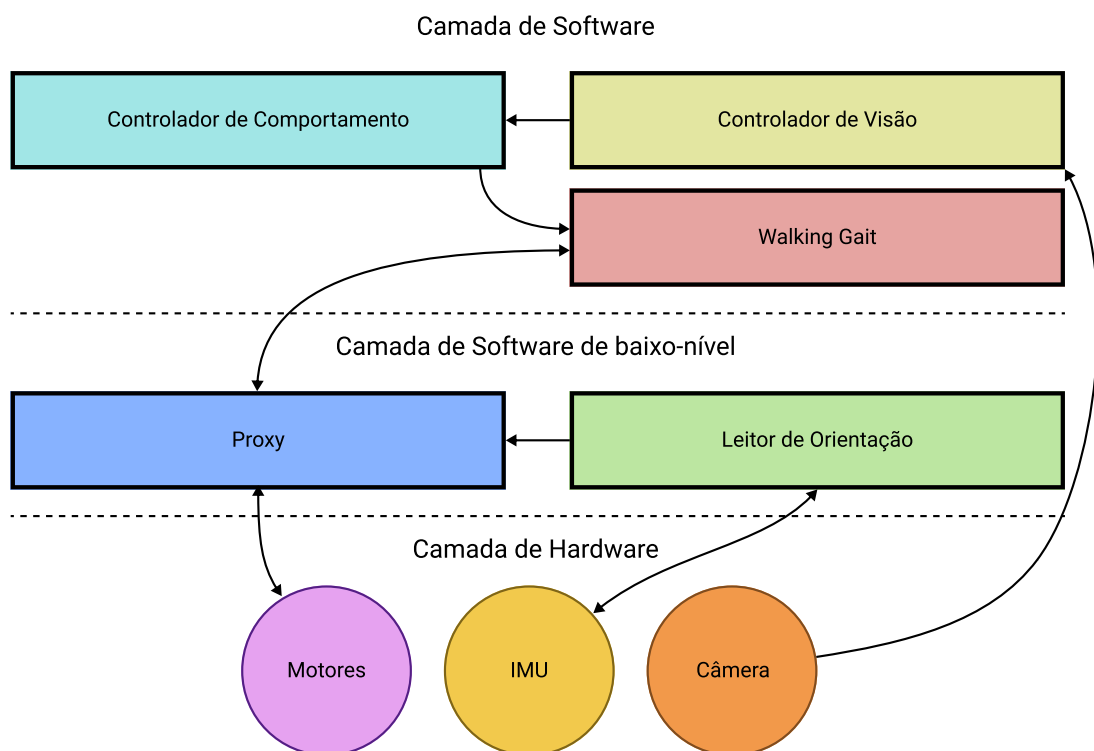 Camada de Software
Controlador de Comportamento
Controlador de Visão
Walking Gait
Camada de Software de baixo-nível
Proxy
Leitor de Orientação
Camada de Hardware
Motores
IMU
Câmera